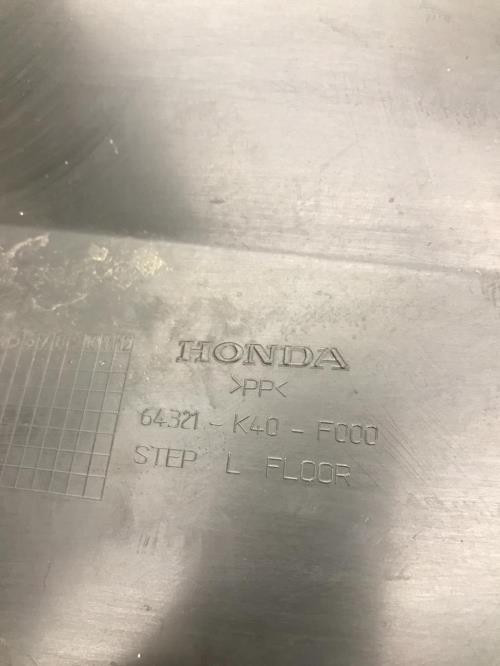 HONDA
>PP<
64321 - K40 - F000
STEP L FLOOR